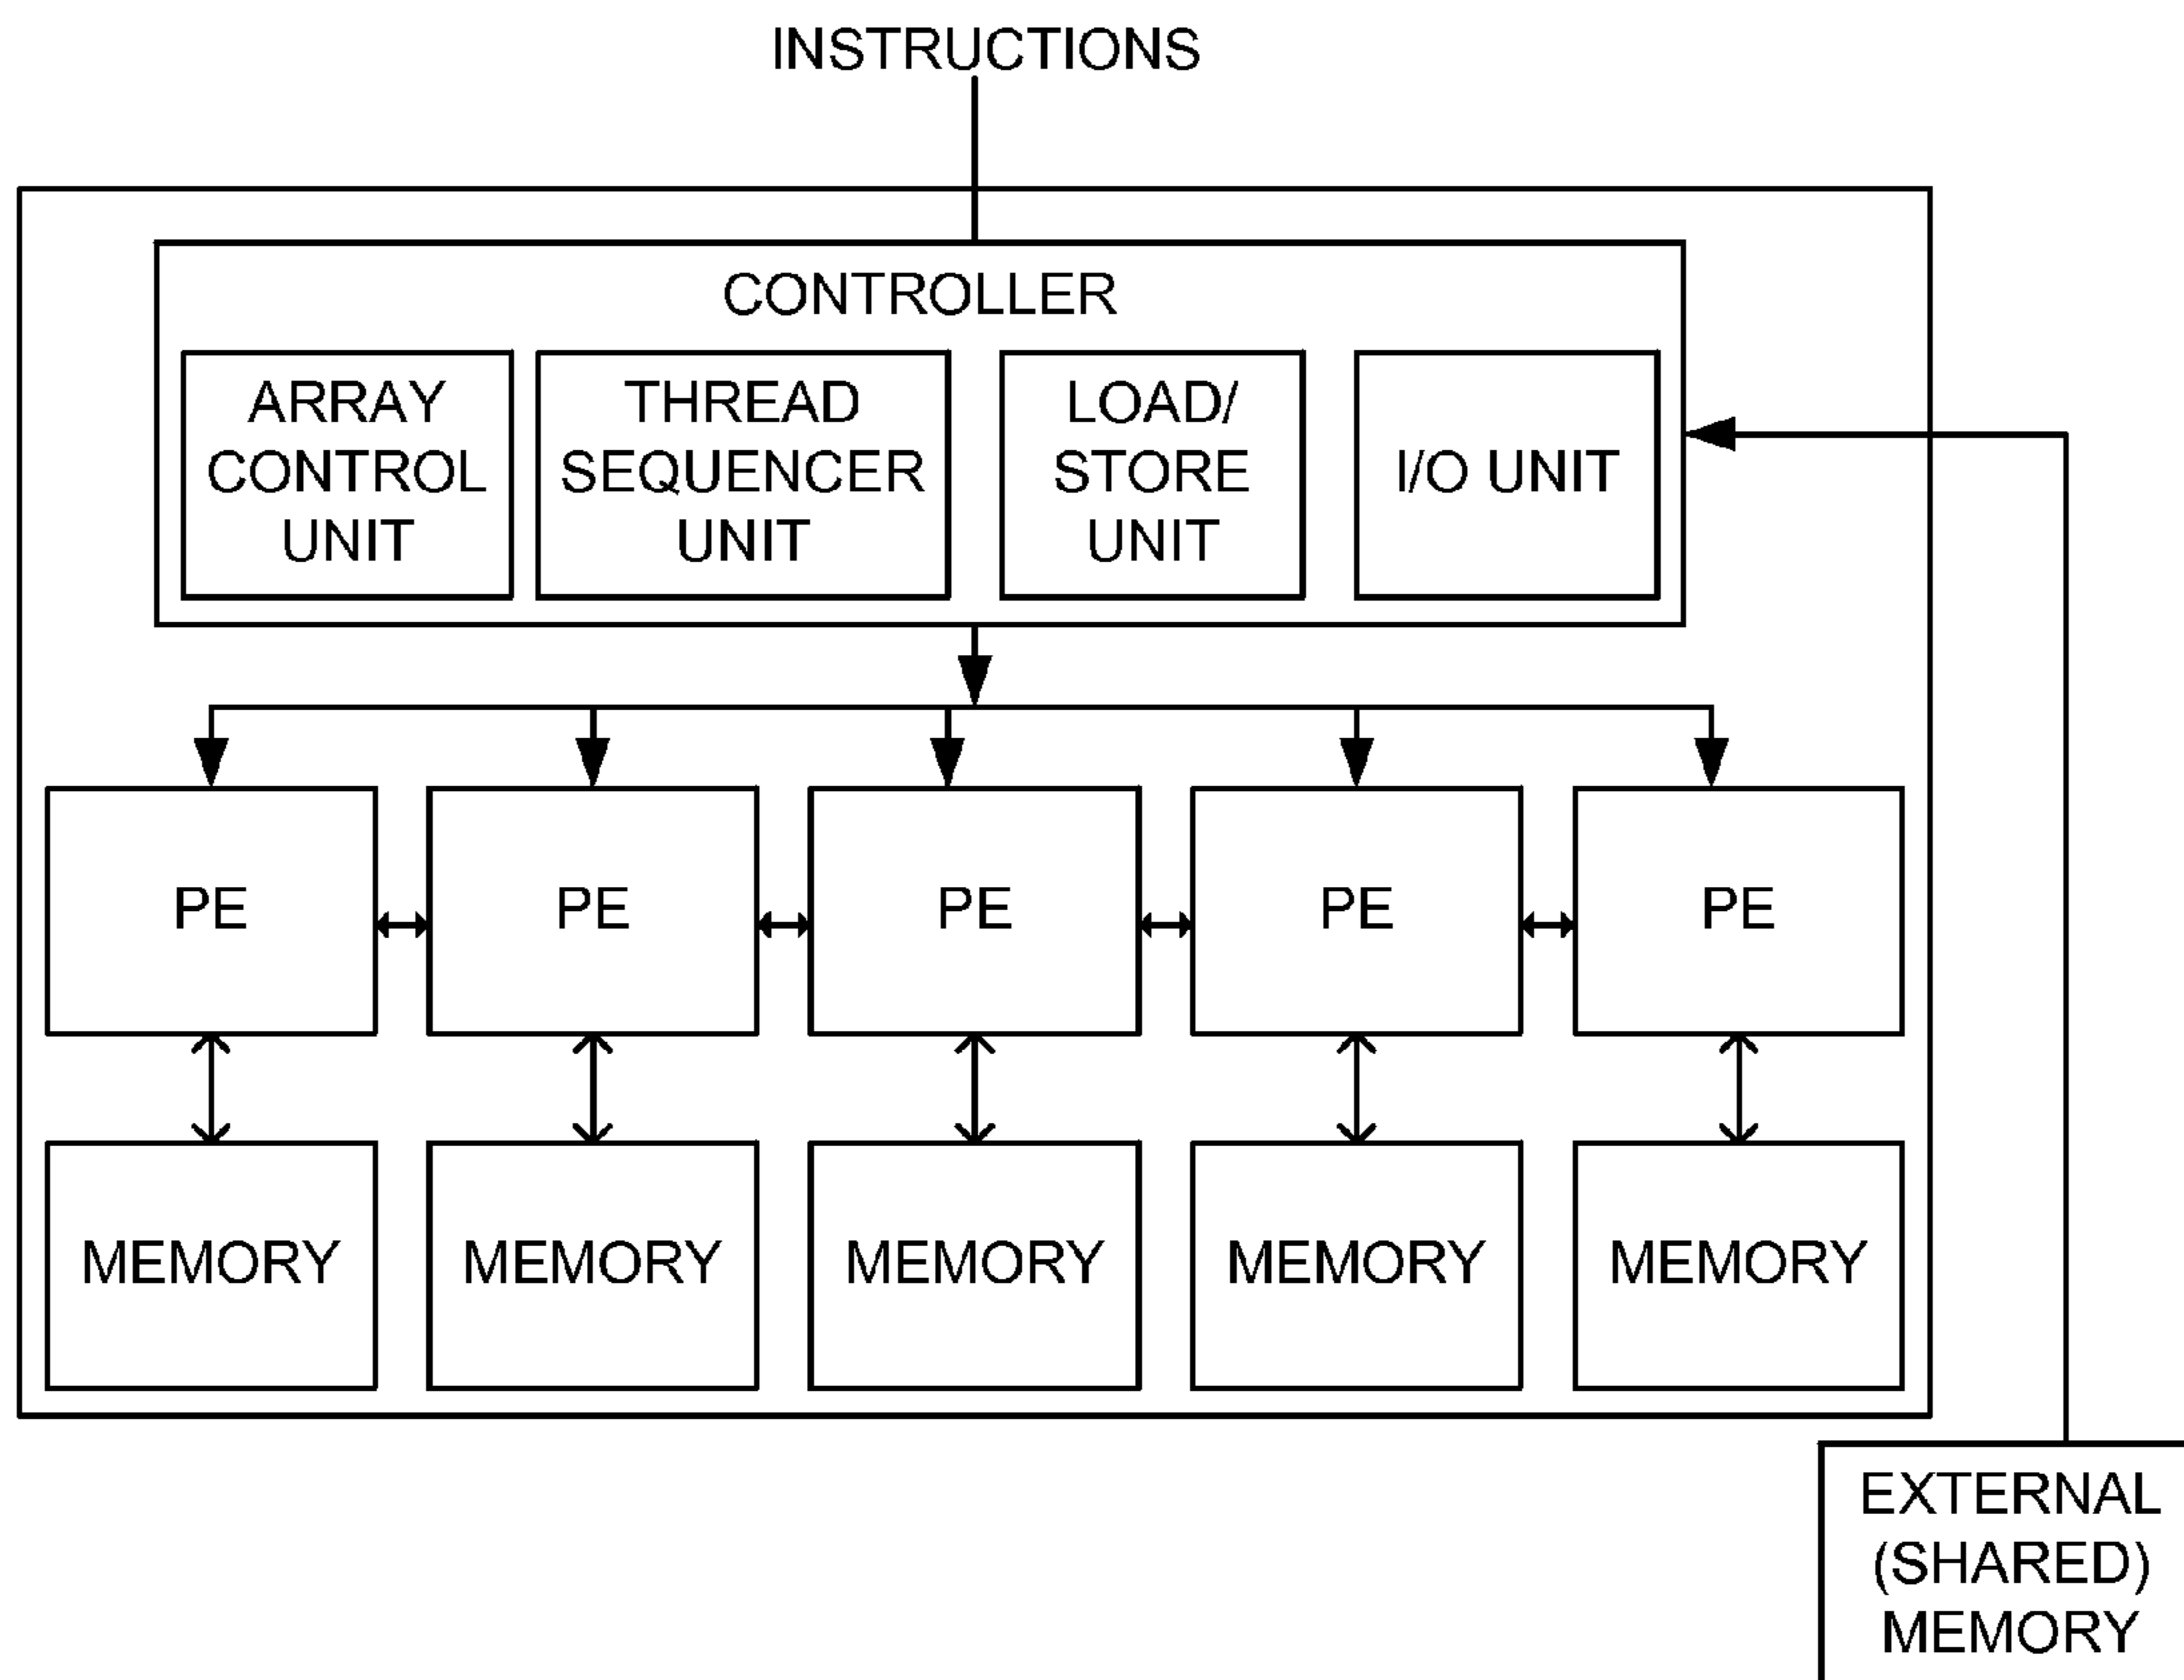 INSTRUCTIONS
CONTROLLER
ARRAY
CONTROL
UNIT
THREAD
SEQUENCER
UNIT
LOAD/
STORE
UNIT
I/O UNIT
PE
PE
PE
PE
PE
MEMORY
MEMORY
MEMORY
MEMORY
MEMORY
EXTERNAL
(SHARED)
MEMORY